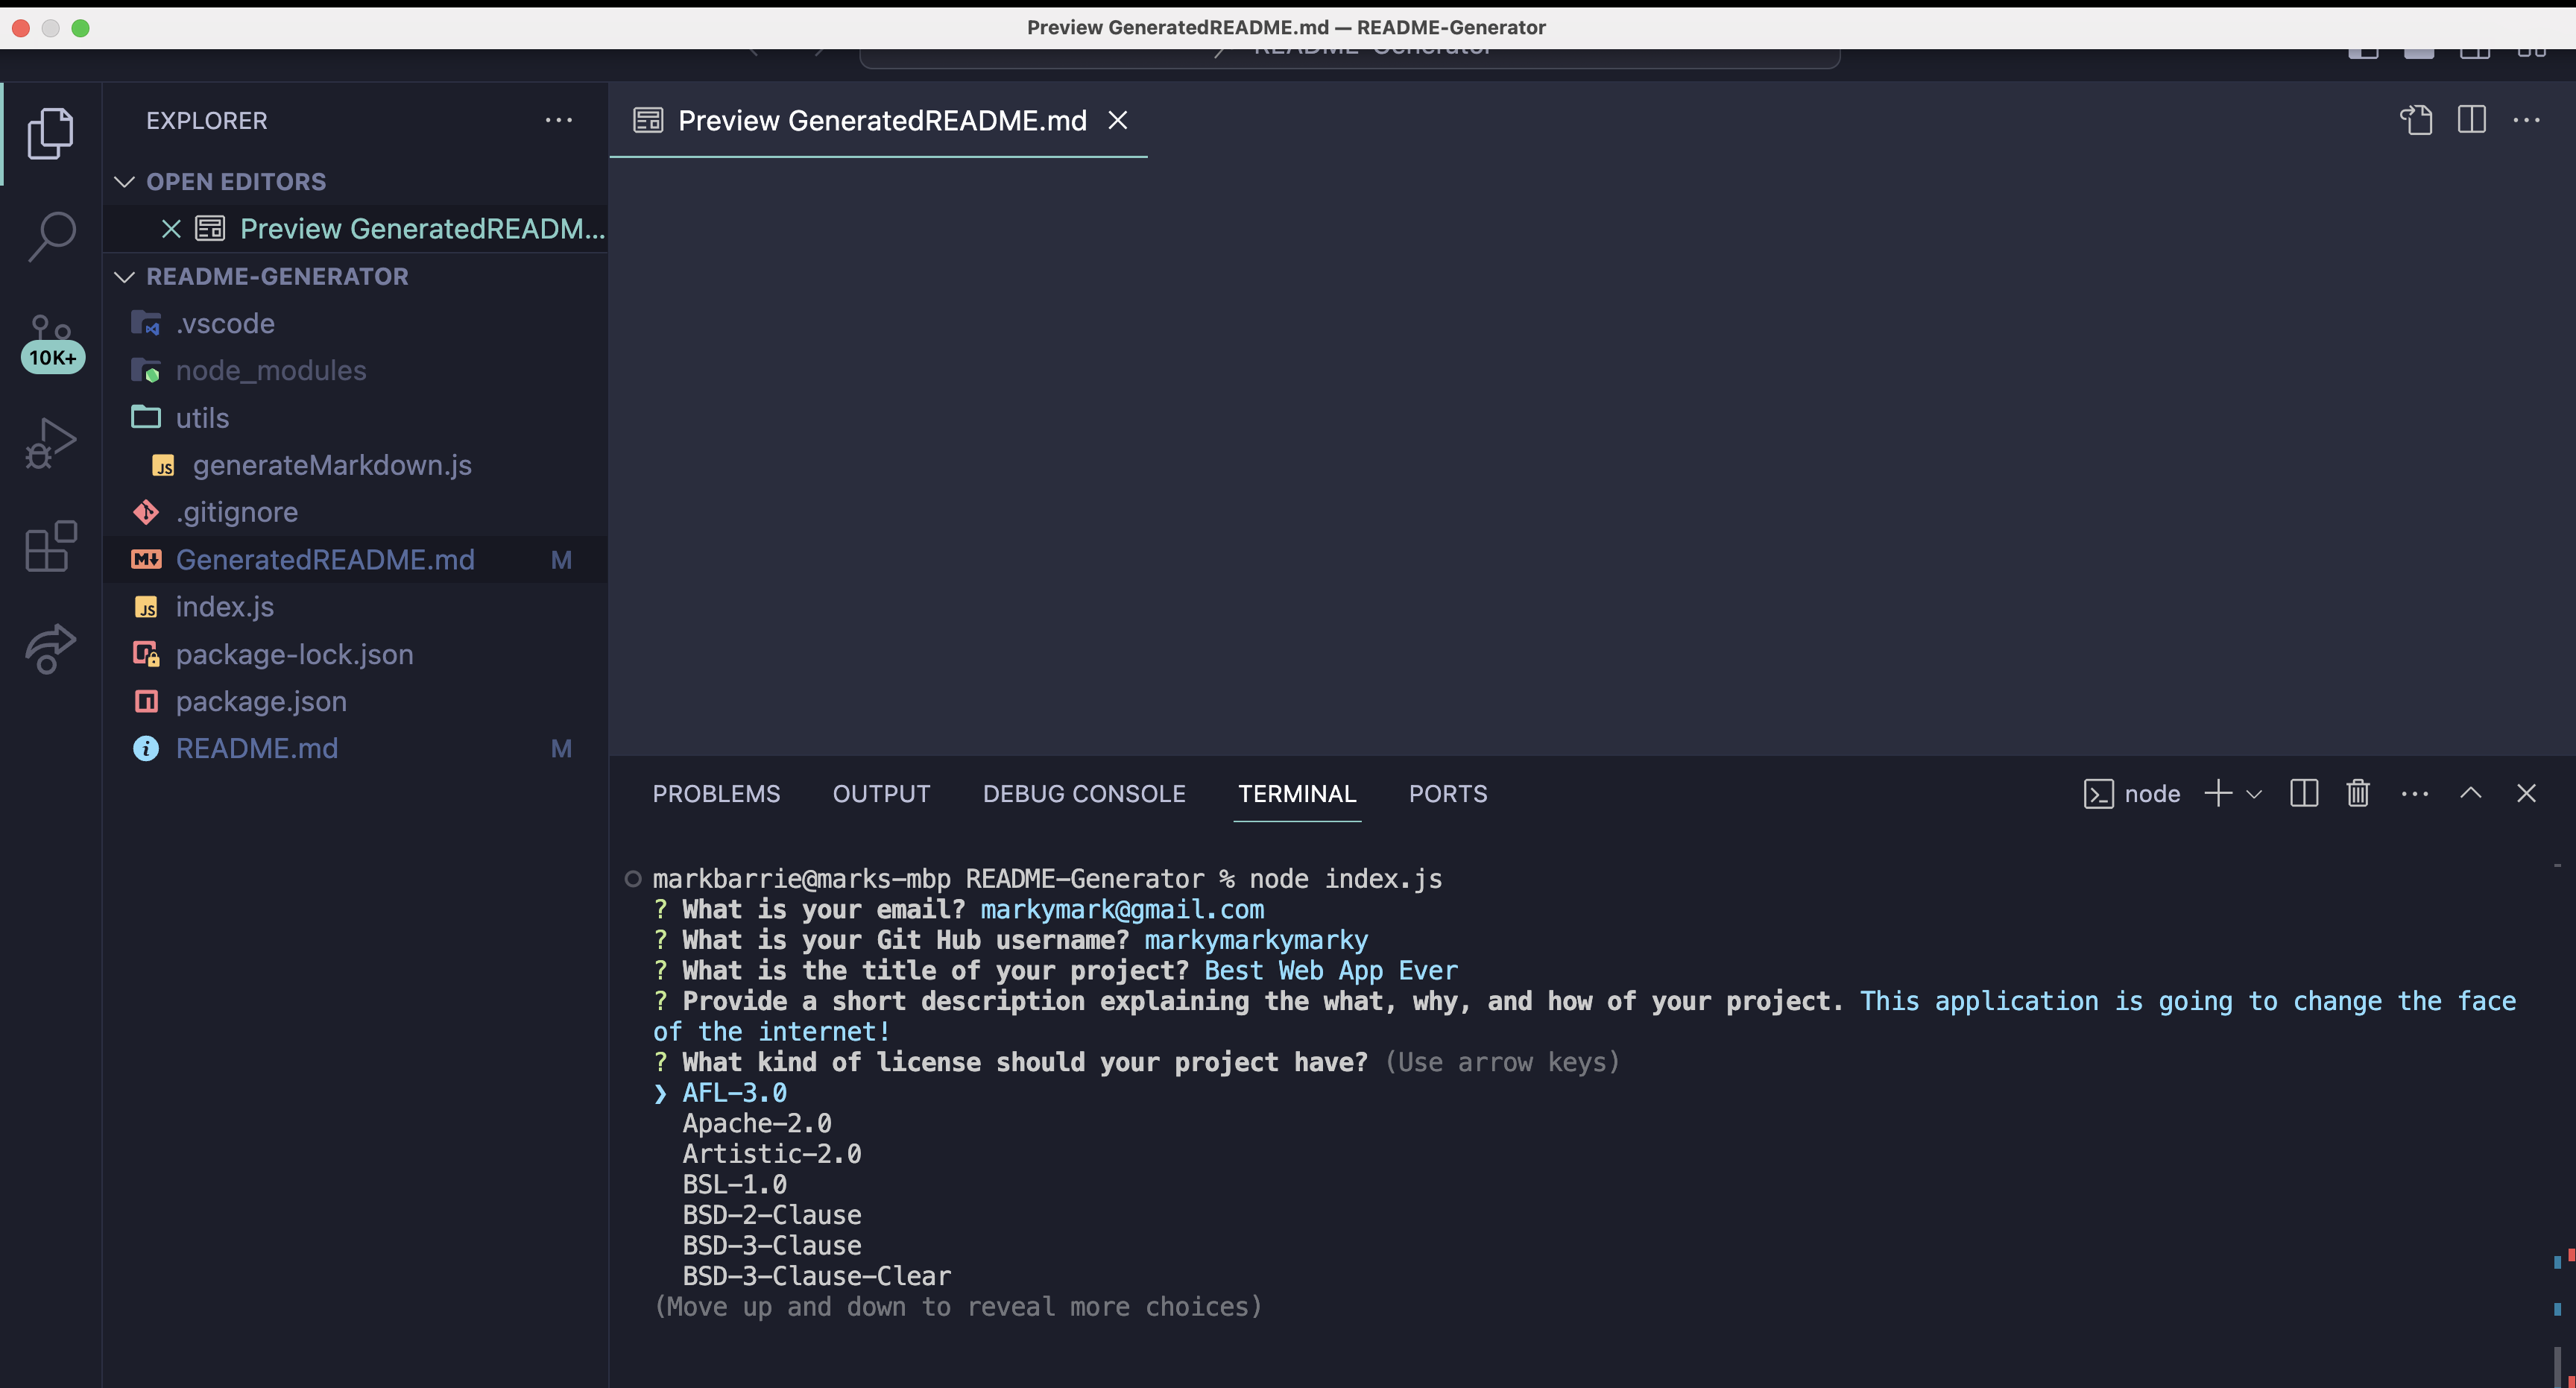 Preview GeneratedREADME.md — README-Generator
README-Generator
EXPLORER
OPEN EDITORS
Preview GeneratedREADM...
README-GENERATOR
.vscode
node_modules
utils
JS generateMarkdown.js
.gitignore
M GeneratedREADME.md M
JS index.js
package-lock.json
package.json
i README.md M
10K+
Preview GeneratedREADME.md
PROBLEMS OUTPUT DEBUG CONSOLE TERMINAL PORTS node
markbarrie@marks-mbp README-Generator % node index.js
? What is your email? markymark@gmail.com
? What is your Git Hub username? markymarkymarky
? What is the title of your project? Best Web App Ever
? Provide a short description explaining the what, why, and how of your project. This application is going to change the face
of the internet!
? What kind of license should your project have? (Use arrow keys)
❯ AFL-3.0
Apache-2.0
Artistic-2.0
BSL-1.0
BSD-2-Clause
BSD-3-Clause
BSD-3-Clause-Clear
(Move up and down to reveal more choices)